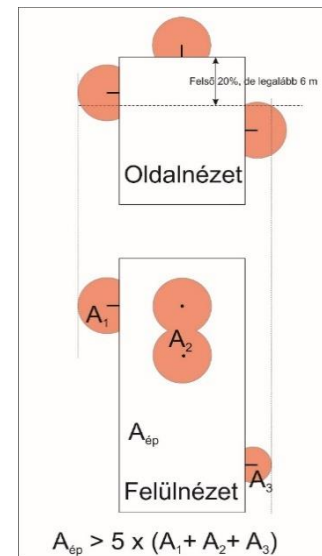 Felső 20%, de legalább 6 m
Oldalnézet
A₁
A₂
Aép
A₃
Felülnézet
Aép > 5 x (A₁+ A₂+ A₃)